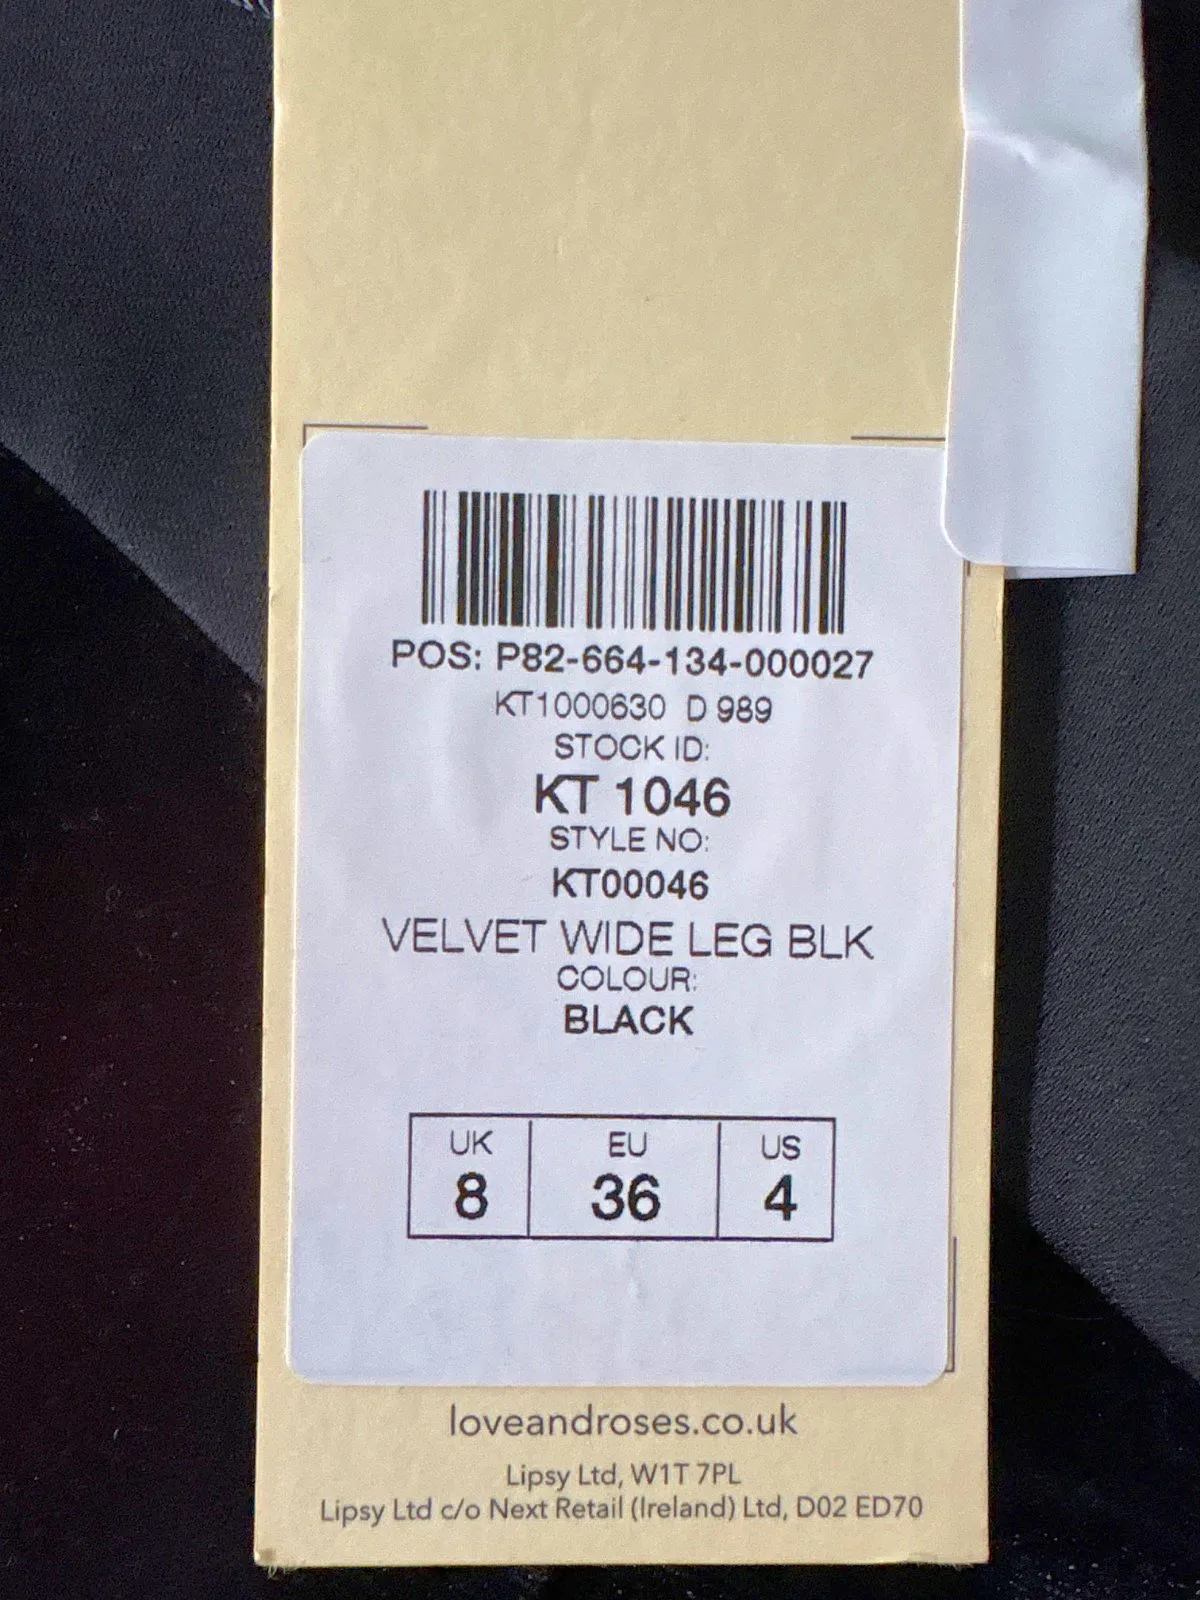 POS: P82-664-134-000027
KT1000630 D 989
STOCK ID:
KT 1046
STYLE NO:
KT00046
VELVET WIDE LEG BLK
COLOUR:
BLACK
UK EU US
8 36 4
loveandroses.co.uk
Lipsy Ltd, W1T 7PL
Lipsy Ltd c/o Next Retail (Ireland) Ltd, D02 ED70